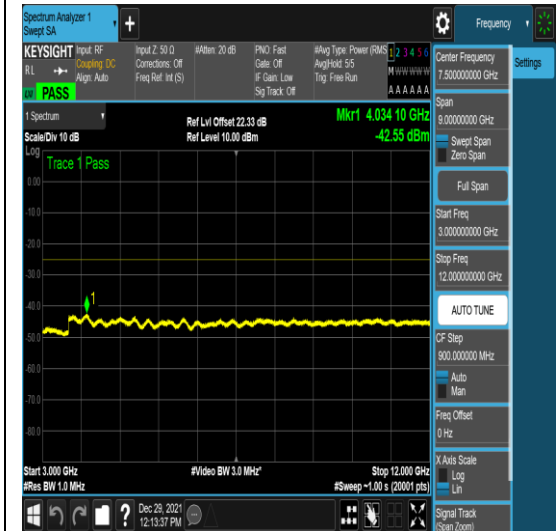 Spectrum Analyzer 1
Swept SA
Frequency
KEYSIGHT
RL
Input: RF
Coupling: DC
Align: Auto
Input Z: 50 Ω
Corrections: Off
Freq Ref: Int (S)
#Atten: 20 dB
PNO: Fast
Gate: Off
IF Gain: Low
Sig Track: Off
#Avg Type: Power (RMS
Avg|Hold: 5/5
Trig: Free Run
1 2 3 4 5 6
M W W W W W
A A A A A A
PASS
1 Spectrum
Scale/Div 10 dB
Ref Lvl Offset 22.33 dB
Ref Level 10.00 dBm
Mkr1 4.034 10 GHz
-42.55 dBm
Log
Trace 1 Pass
0.00
-10.0
-20.0
-30.0
-40.0
-50.0
-60.0
-70.0
-80.0
1
Start 3.000 GHz
#Res BW 1.0 MHz
#Video BW 3.0 MHz*
Stop 12.000 GHz
#Sweep ~1.00 s (20001 pts)
Dec 29, 2021
12:13:37 PM
Center Frequency
7.500000000 GHz
Settings
Span
9.00000000 GHz
Swept Span
Zero Span
Full Span
Start Freq
3.000000000 GHz
Stop Freq
12.000000000 GHz
AUTO TUNE
CF Step
900.000000 MHz
Auto
Man
Freq Offset
0 Hz
X Axis Scale
Log
Lin
Signal Track
(Span Zoom)